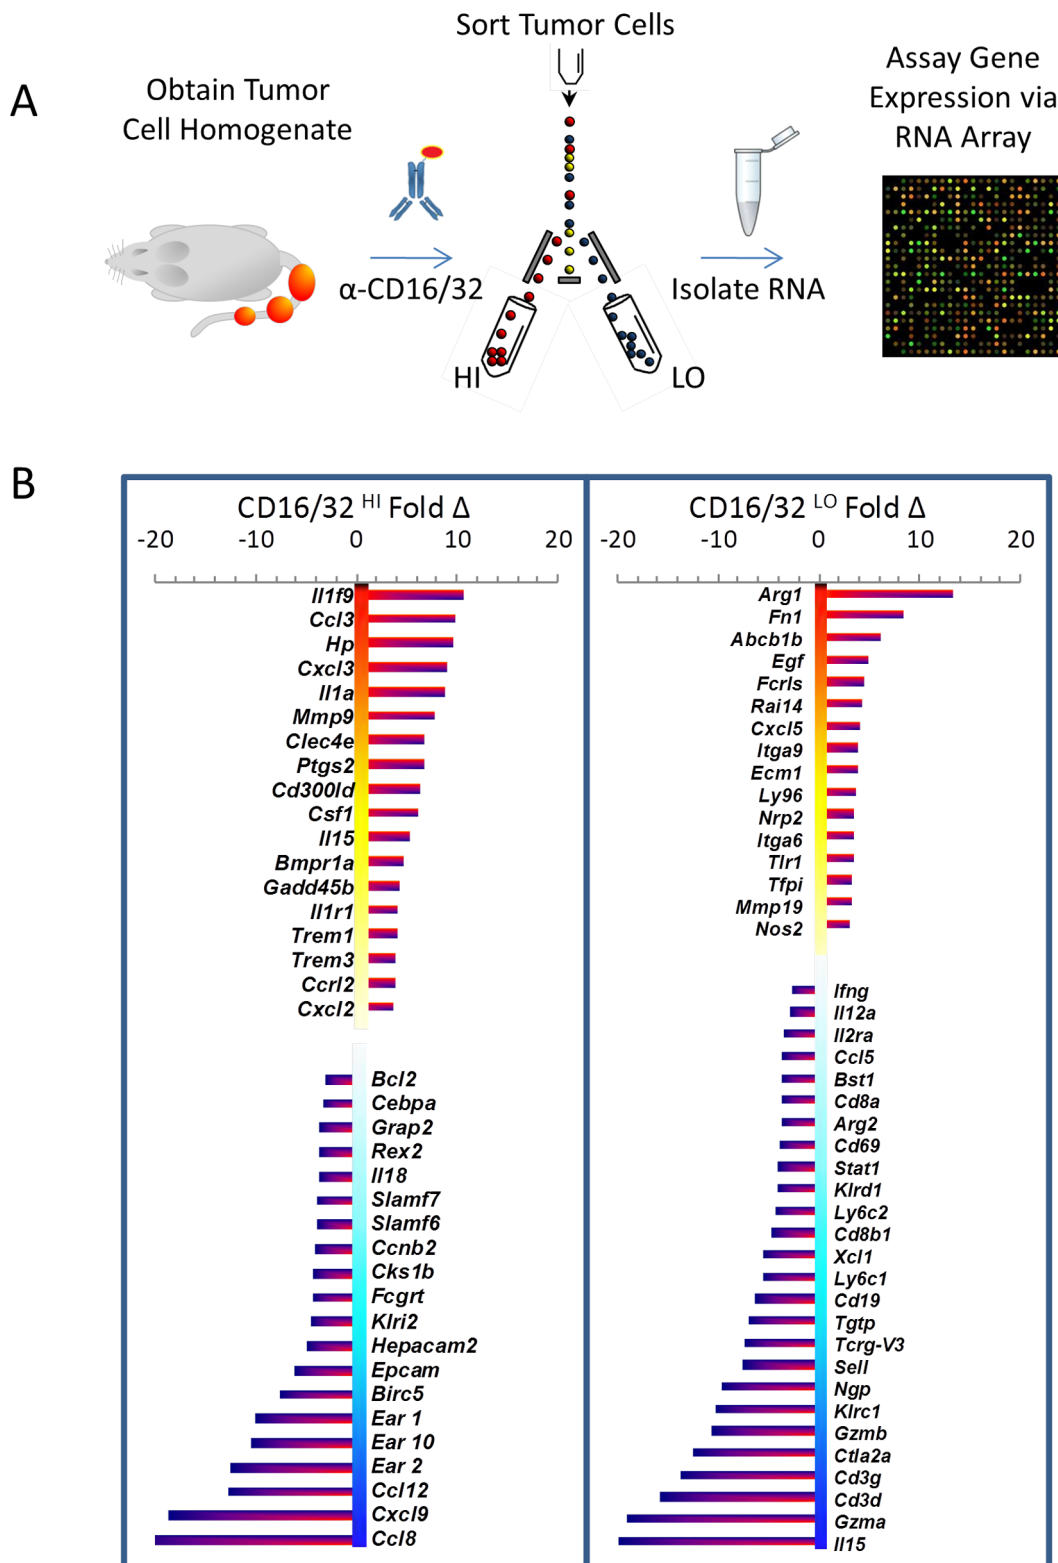 A
Obtain Tumor
Cell Homogenate
α-CD16/32
Sort Tumor Cells
HI
LO
Isolate RNA
Assay Gene
Expression via
RNA Array
B
CD16/32 HI Fold Δ
-20 -10 0 10 20
Il1f9
Ccl3
Hp
Cxcl3
Il1a
Mmp9
Clec4e
Ptgs2
Cd300ld
Csf1
Il15
Bmpr1a
Gadd45b
Il1r1
Trem1
Trem3
Ccrl2
Cxcl2
Bcl2
Cebpa
Grap2
Rex2
Il18
Slamf7
Slamf6
Ccnb2
Cks1b
Fcgrt
Klri2
Hepacam2
Epcam
Birc5
Ear 1
Ear 10
Ear 2
Ccl12
Cxcl9
Ccl8
CD16/32 LO Fold Δ
-20 -10 0 10 20
Arg1
Fn1
Abcb1b
Egf
Fcrls
Rai14
Cxcl5
Itga9
Ecm1
Ly96
Nrp2
Itga6
Tlr1
Tfpi
Mmp19
Nos2
Ifng
Il12a
Il2ra
Ccl5
Bst1
Cd8a
Arg2
Cd69
Stat1
Klrd1
Ly6c2
Cd8b1
Xcl1
Ly6c1
Cd19
Tgtp
Tcrg-V3
Sell
Ngp
Klrc1
Gzmb
Ctla2a
Cd3g
Cd3d
Gzma
Il15